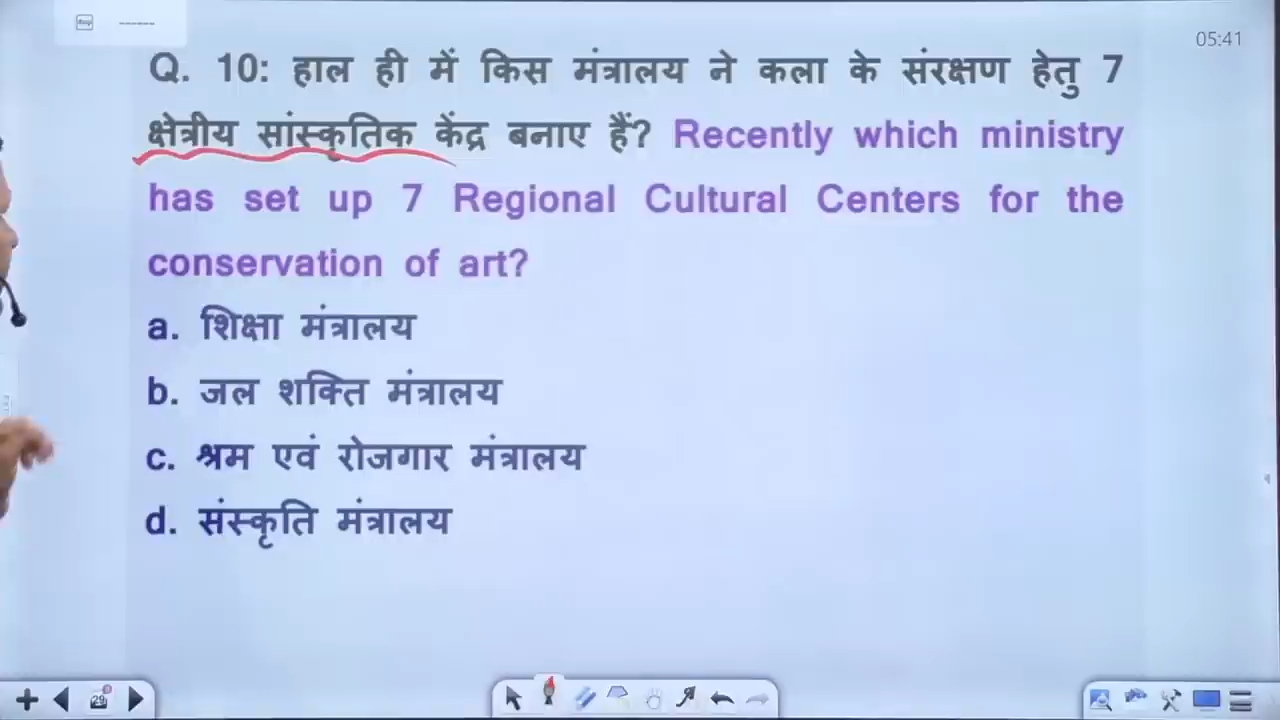 05:41
Q. 10: हाल ही में किस मंत्रालय ने कला के संरक्षण हेतु 7
क्षेत्रीय सांस्कृतिक केंद्र बनाए हैं? Recently which ministry
has set up 7 Regional Cultural Centers for the
conservation of art?
a. शिक्षा मंत्रालय
b. जल शक्ति मंत्रालय
c. श्रम एवं रोजगार मंत्रालय
d. संस्कृति मंत्रालय
29